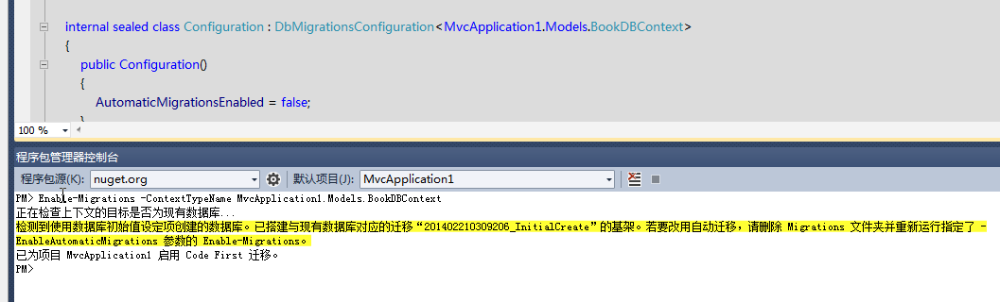 internal sealed class Configuration : DbMigrationsConfiguration<MvcApplication1.Models.BookDBContext>
{
public Configuration()
{
AutomaticMigrationsEnabled = false;
}
100 %
程序包管理器控制台
程序包源(K): nuget.org 默认项目(J): MvcApplication1
PM> Enable-Migrations -ContextTypeName MvcApplication1.Models.BookDBContext
正在检查上下文的目标是否为现有数据库...
检测到使用数据库初始值设定项创建的数据库。已搭建与现有数据库对应的迁移“201402210309206_InitialCreate”的基架。若要改用自动迁移，请删除 Migrations 文件夹并重新运行指定了 -
EnableAutomaticMigrations 参数的 Enable-Migrations。
已为项目 MvcApplication1 启用 Code First 迁移。
PM>